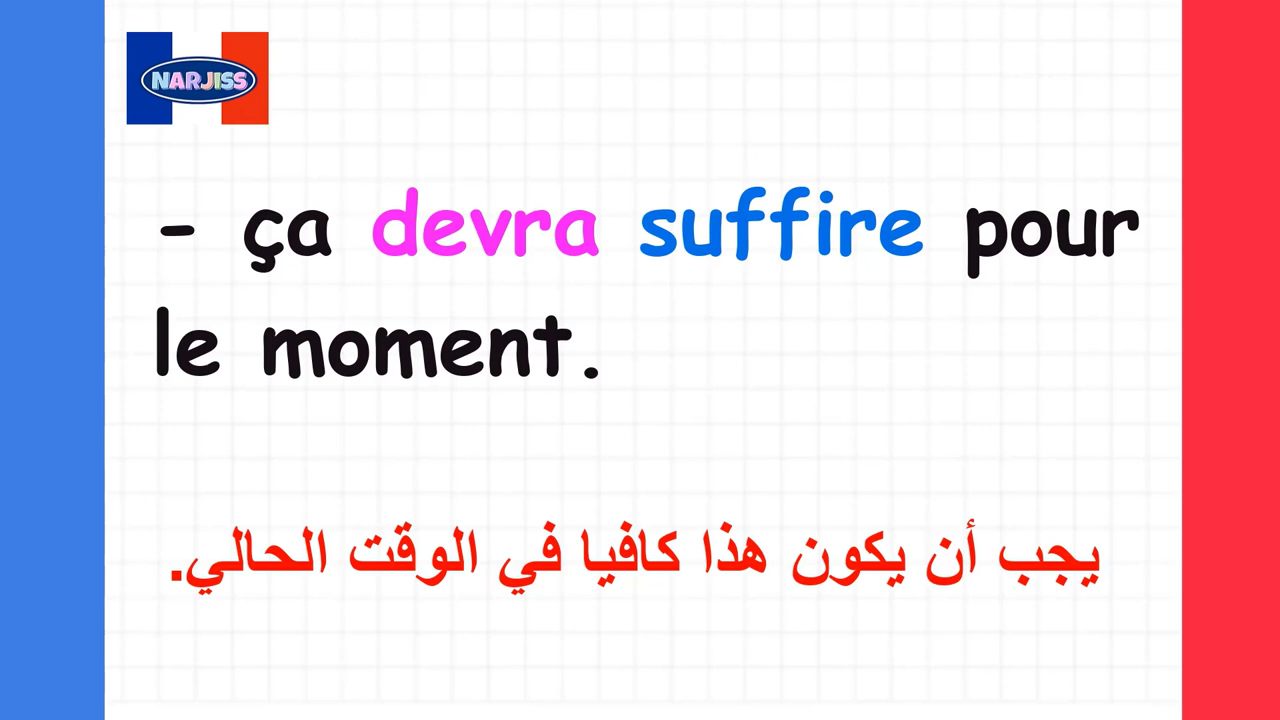 NARJISS
- ça devra suffire pour
le moment.
يجب أن يكون هذا كافيا في الوقت الحالي.